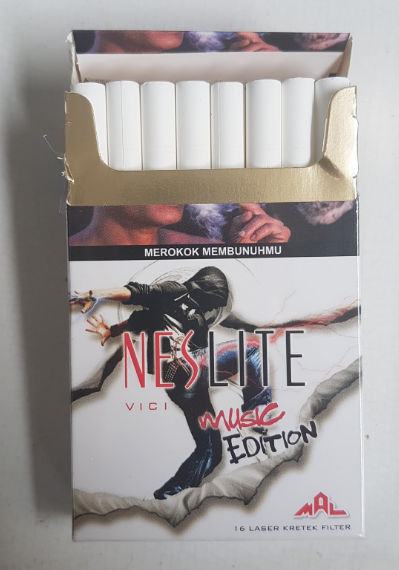 MEROKOK MEMBUNUHMU
NESLITE
VICI
MUSIC
EDITION
MAL
16 LASER KRETEK FILTER